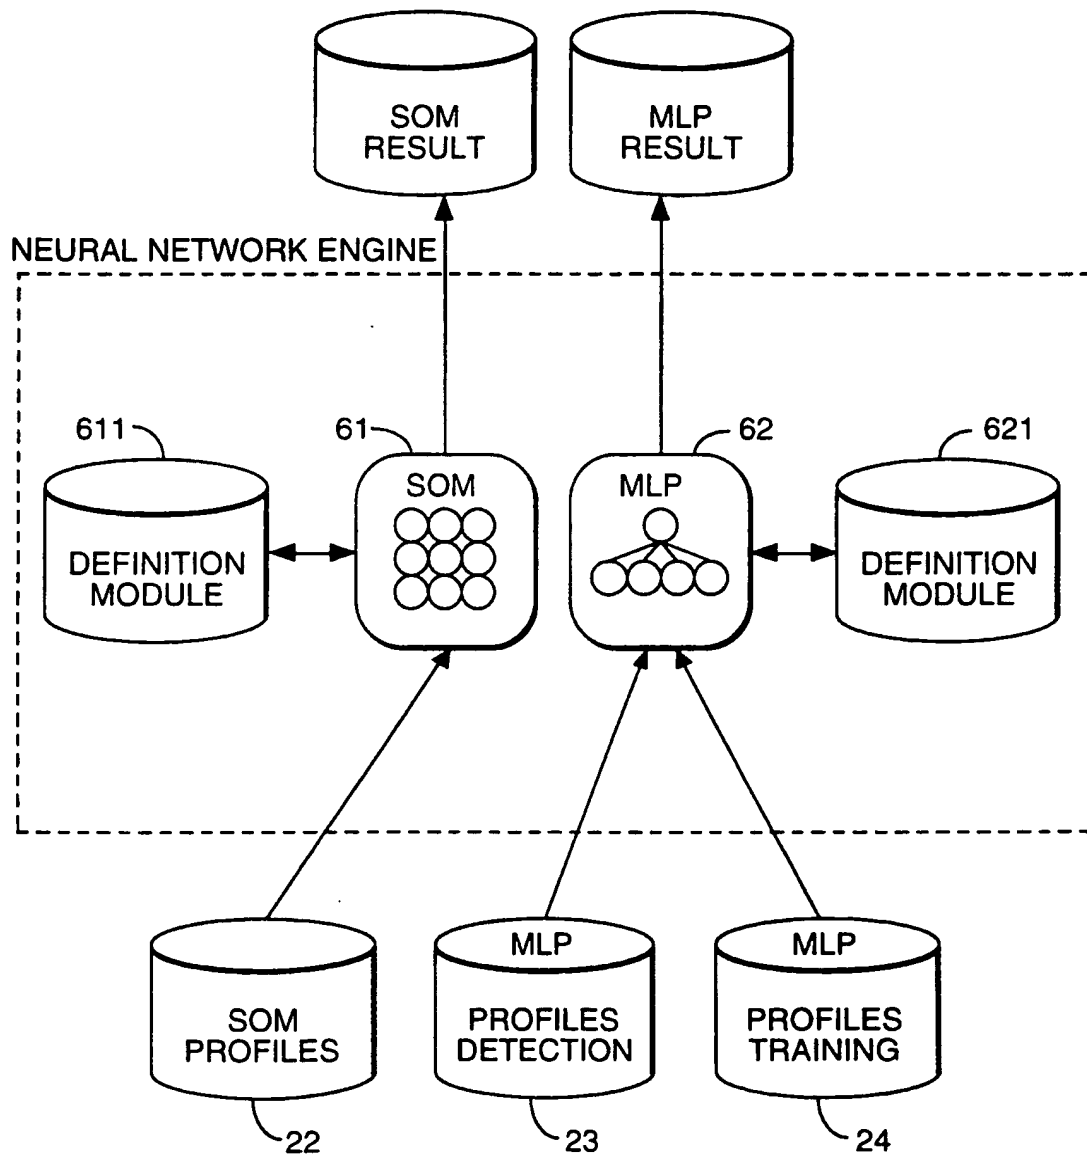 SOM
RESULT
MLP
RESULT
NEURAL NETWORK ENGINE
611
61
62
621
DEFINITION
MODULE
SOM
MLP
DEFINITION
MODULE
SOM
PROFILES
MLP
PROFILES
DETECTION
MLP
PROFILES
TRAINING
22
23
24